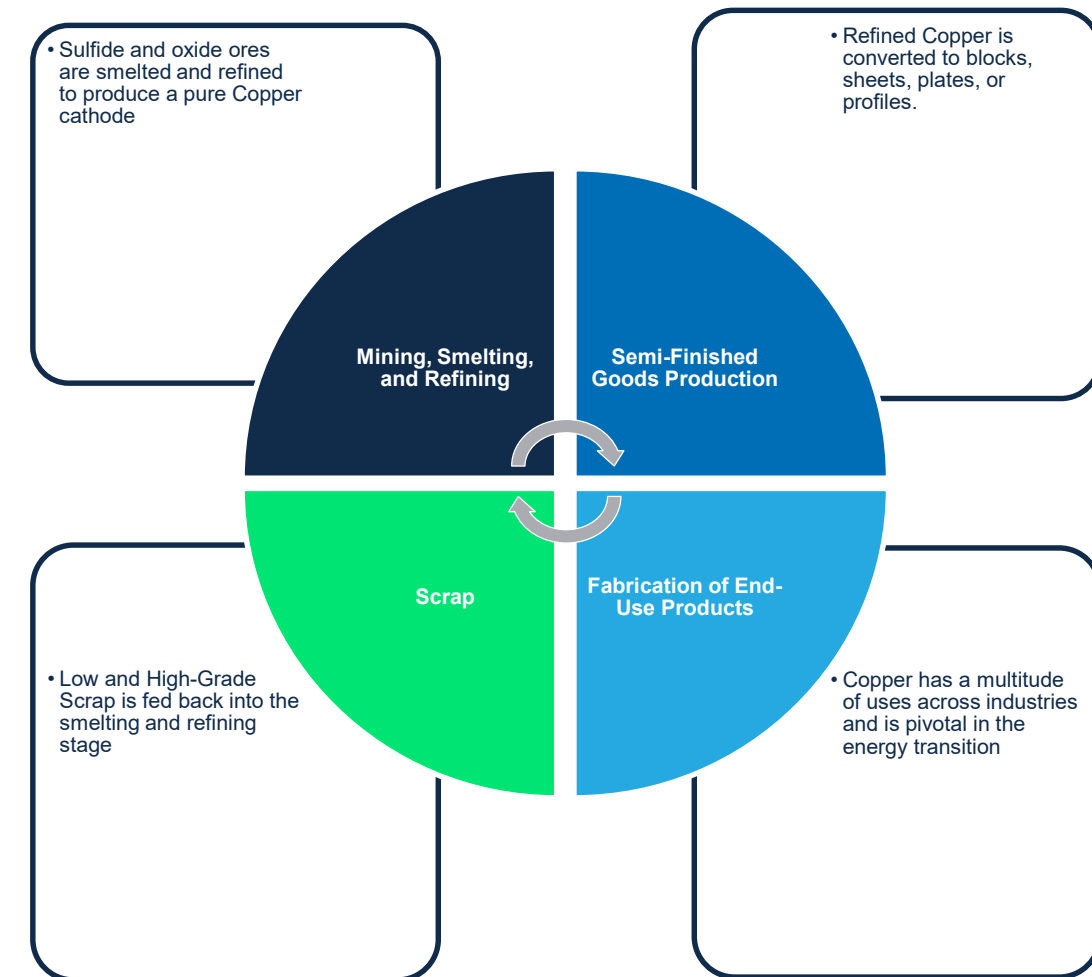 • Sulfide and oxide ores
are smelted and refined
to produce a pure Copper
cathode
• Refined Copper is
converted to blocks,
sheets, plates, or
profiles.
Mining, Smelting,
and Refining
Semi-Finished
Goods Production
Scrap
Fabrication of End-
Use Products
• Low and High-Grade
Scrap is fed back into the
smelting and refining
stage
• Copper has a multitude
of uses across industries
and is pivotal in the
energy transition